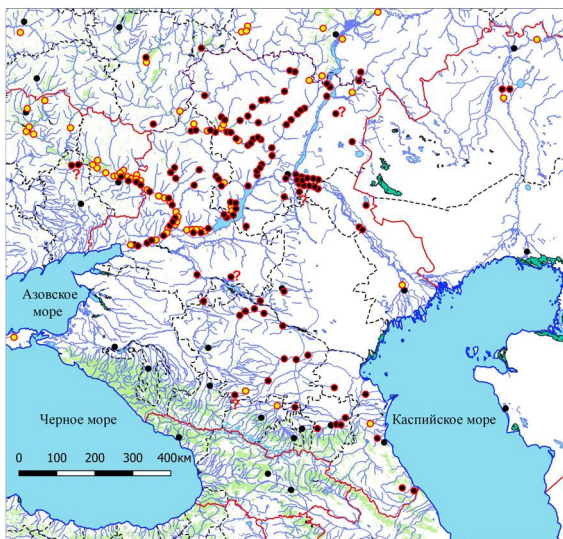 ?
?
?
Азовское
море
?
?
Черное море
Каспийское море
0 100 200 300 400км